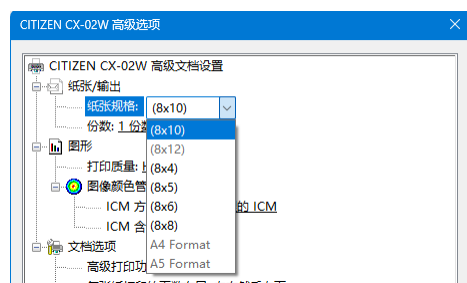 CITIZEN CX-02W 高级选项
CITIZEN CX-02W 高级文档设置
纸张/输出
纸张规格: (8x10)
份数: 1 份数
(8x10)
(8x12)
图形
打印质量:
(8x4)
(8x5)
图像颜色管
(8x6)
ICM 方 的 ICM
(8x8)
ICM 含
A4 Format
文档选项
A5 Format
高级打印功